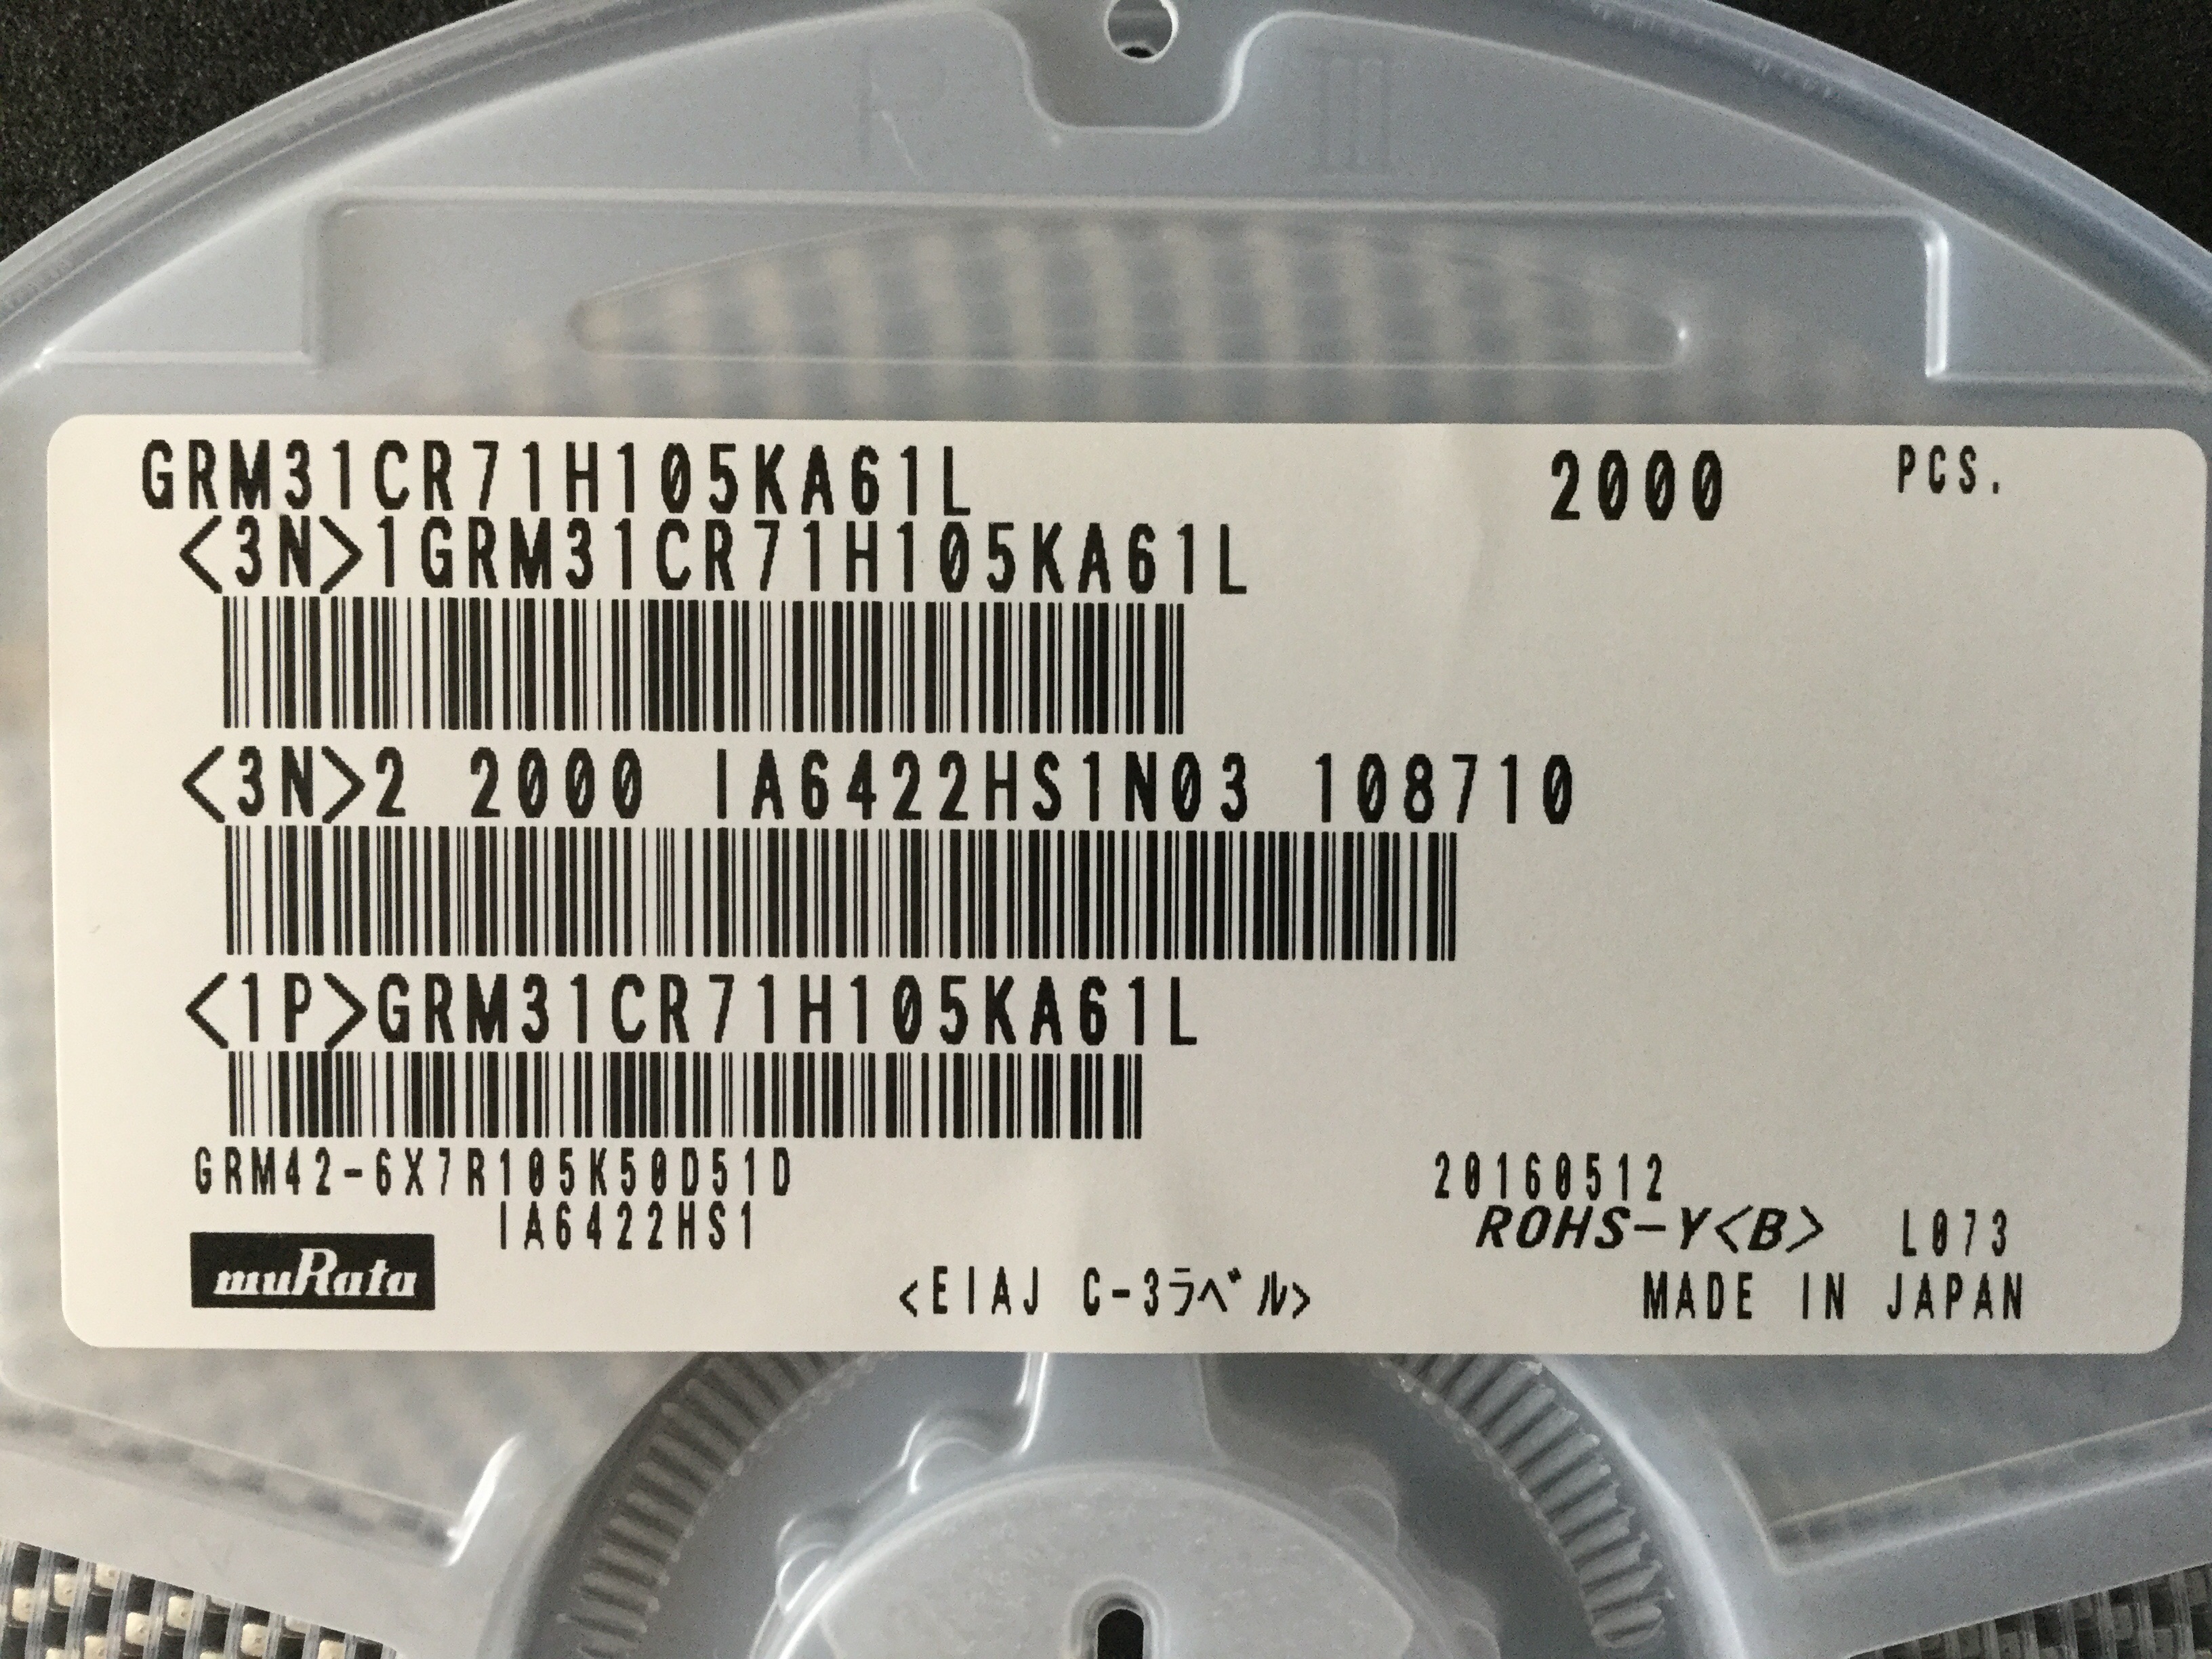 GRM31CR71H105KA61L 2000 PCS.
<3N>1GRM31CR71H105KA61L
<3N>2 2000 IA6422HS1N03 108710
<1P>GRM31CR71H105KA61L
GRM42-6X7R105K50D51D 20160512
IA6422HS1 ROHS-Y<B> L073
muRata <EIAJ C-3ラベル> MADE IN JAPAN